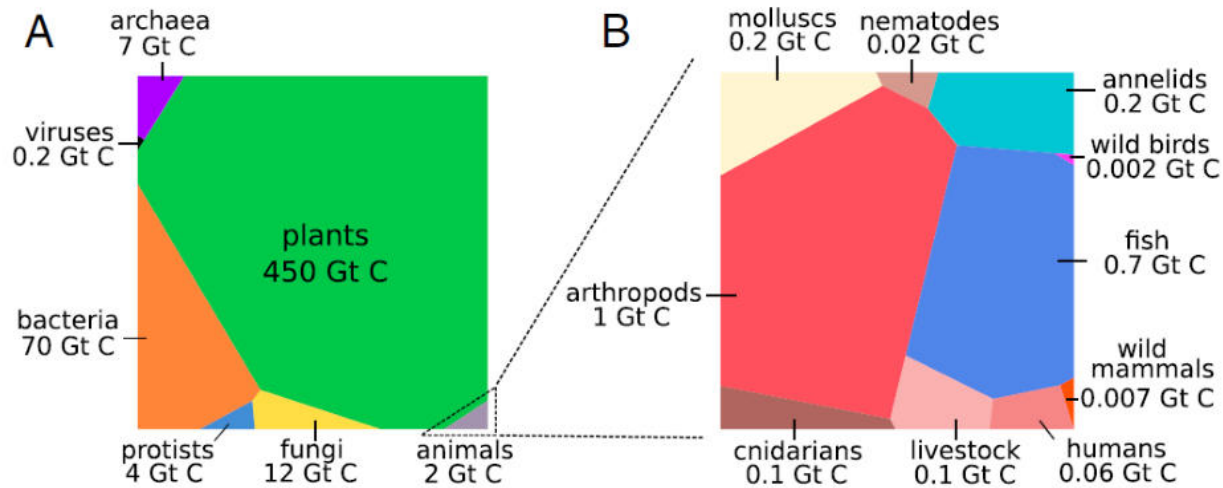 A
archaea
7 Gt C
viruses
0.2 Gt C
plants
450 Gt C
bacteria
70 Gt C
protists
4 Gt C
fungi
12 Gt C
animals
2 Gt C
B
molluscs
0.2 Gt C
nematodes
0.02 Gt C
annelids
0.2 Gt C
wild birds
0.002 Gt C
fish
0.7 Gt C
arthropods
1 Gt C
wild
mammals
0.007 Gt C
cnidarians
0.1 Gt C
livestock
0.1 Gt C
humans
0.06 Gt C